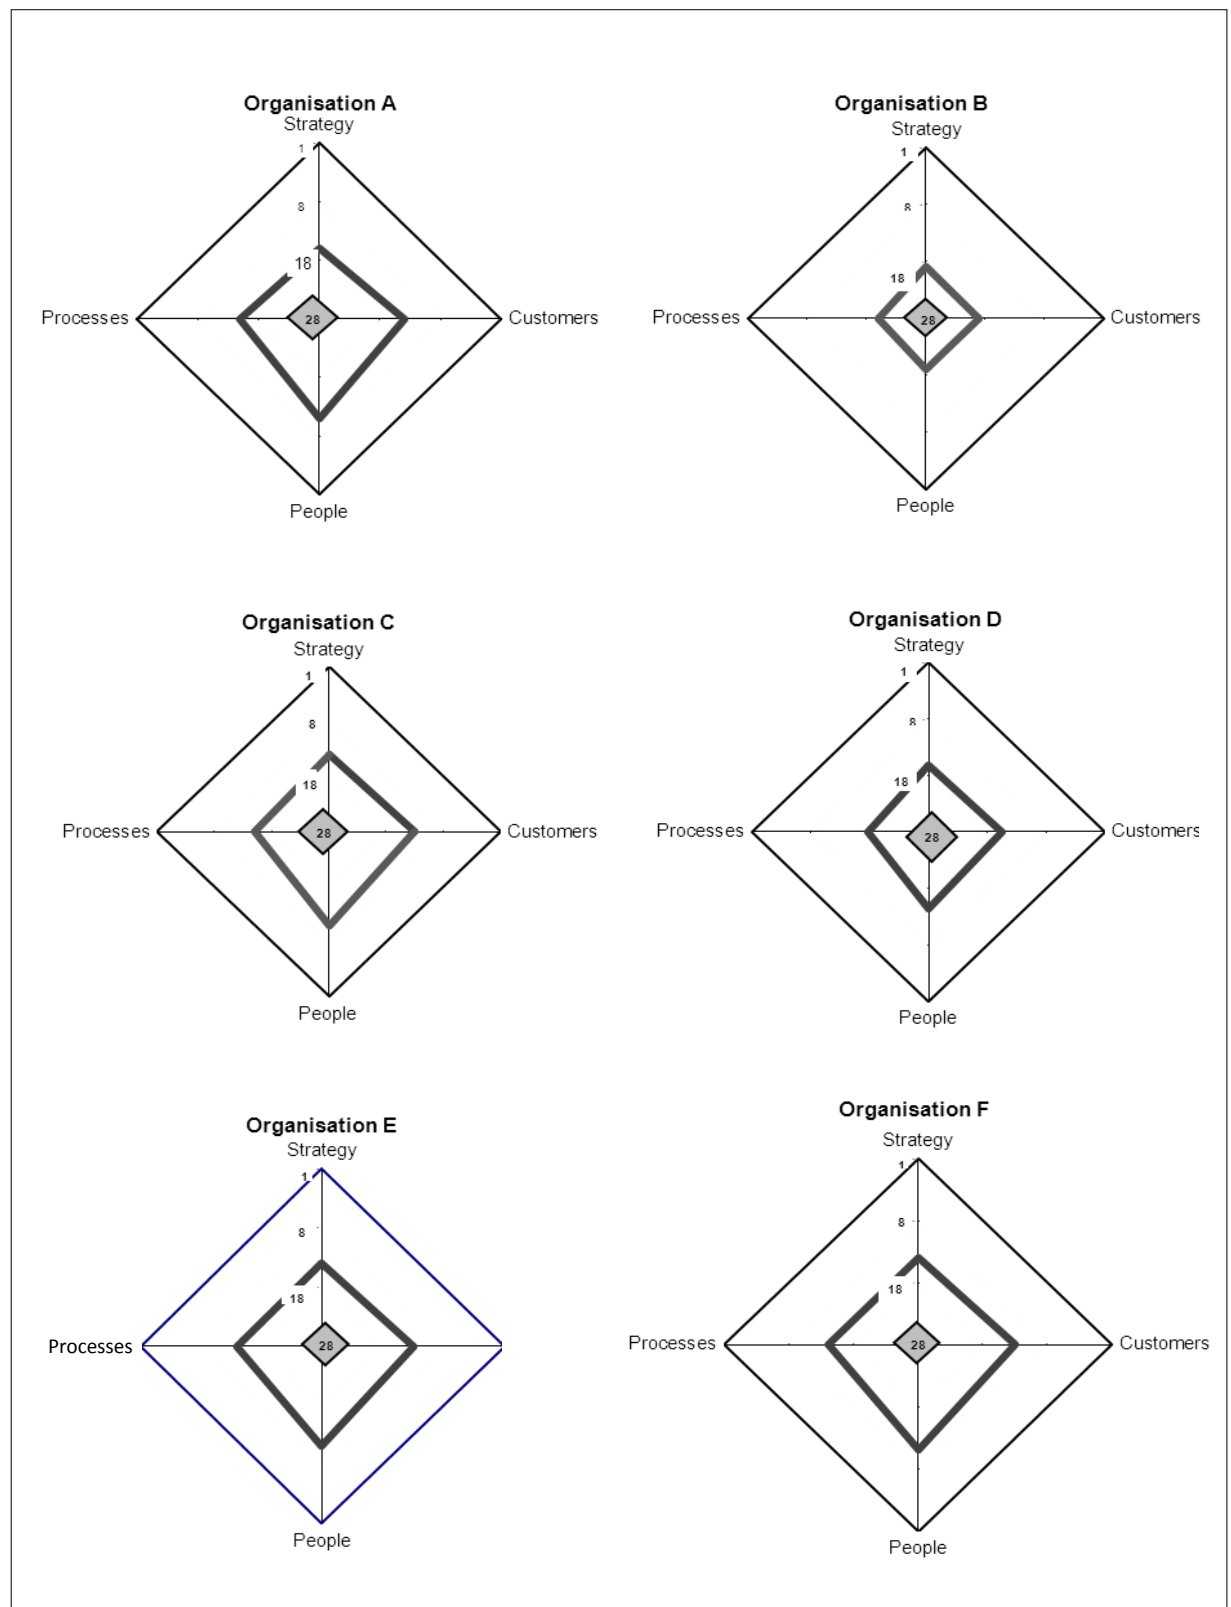 Organisation A
Strategy
1
8
18
Processes
28
Customers
People
Organisation B
Strategy
1
8
18
Processes
28
Customers
People
Organisation C
Strategy
1
8
18
Processes
28
Customers
People
Organisation D
Strategy
1
8
18
Processes
28
Customers
People
Organisation E
Strategy
1
8
18
Processes
28
People
Organisation F
Strategy
1
8
18
Processes
28
Customers
People